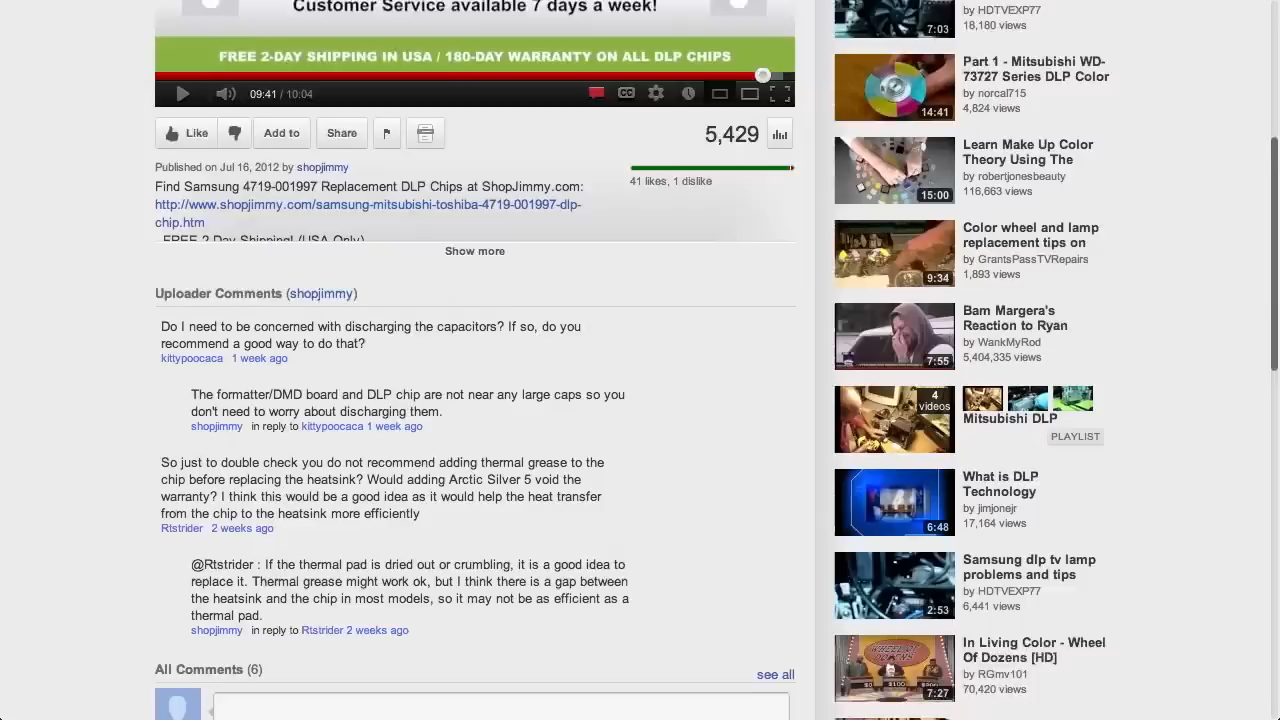 Customer Service available 7 days a week!
FREE 2-DAY SHIPPING IN USA / 180-DAY WARRANTY ON ALL DLP CHIPS
09:41 / 10:04
CC
Like
Add to
Share
5,429
Published on Jul 16, 2012 by shopjimmy
41 likes, 1 dislike
Find Samsung 4719-001997 Replacement DLP Chips at ShopJimmy.com:
http://www.shopjimmy.com/samsung-mitsubishi-toshiba-4719-001997-dlp-
chip.htm
FREE 2 Day Shipping! (USA Only)
Show more
Uploader Comments (shopjimmy)
Do I need to be concerned with discharging the capacitors? If so, do you
recommend a good way to do that?
kittypoocaca 1 week ago
The formatter/DMD board and DLP chip are not near any large caps so you
don't have to worry about discharging them.
shopjimmy in reply to kittypoocaca 1 week ago
So just to double check you do not recommend adding thermal grease to the
chip before adding the heatsink? Would adding Arctic Silver 5 void the
warranty? I think this would be a good idea as it would help the heat transfer
from the chip to the heatsink more efficiently
Rtstrider 2 weeks ago
@Rtstrider If the thermal pad is dried out or crumbling, it is a good idea to
replace it. Thermal grease might work ok, but I think there is a gap between
the heatsink and the chip in most models, so it may not be as efficient as a
thermal pad.
shopjimmy in reply to Rtstrider 2 weeks ago
All Comments (6)
see all
7:03
by HDTVEXP77
18,180 views
14:41
Part 1 - Mitsubishi WD-
73727 Series DLP Color
by norcal715
4,824 views
15:00
Learn Make Up Color
Theory Using The
by robertjonesbeauty
116,663 views
9:34
Color wheel and lamp
replacement tips on
by GrantsPassTVRepairs
1,893 views
7:55
Bam Margera's
Reaction to Ryan
by WankMyRod
5,404,335 views
4
videos
Mitsubishi DLP
PLAYLIST
6:48
What is DLP
Technology
by jimjonejr
17,164 views
2:53
Samsung dlp tv lamp
problems and tips
by HDTVEXP77
6,441 views
WHEEL OF
DOZENS
$0
$100
7:27
In Living Color - Wheel
Of Dozens [HD]
by RGmv101
70,420 views